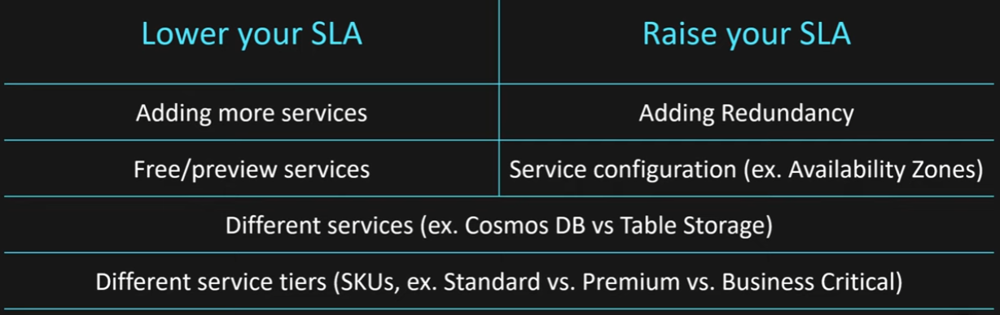 Lower your SLA
Raise your SLA
Adding more services
Adding Redundancy
Free/preview services
Service configuration (ex. Availability Zones)
Different services (ex. Cosmos DB vs Table Storage)
Different service tiers (SKUs, ex. Standard vs. Premium vs. Business Critical)